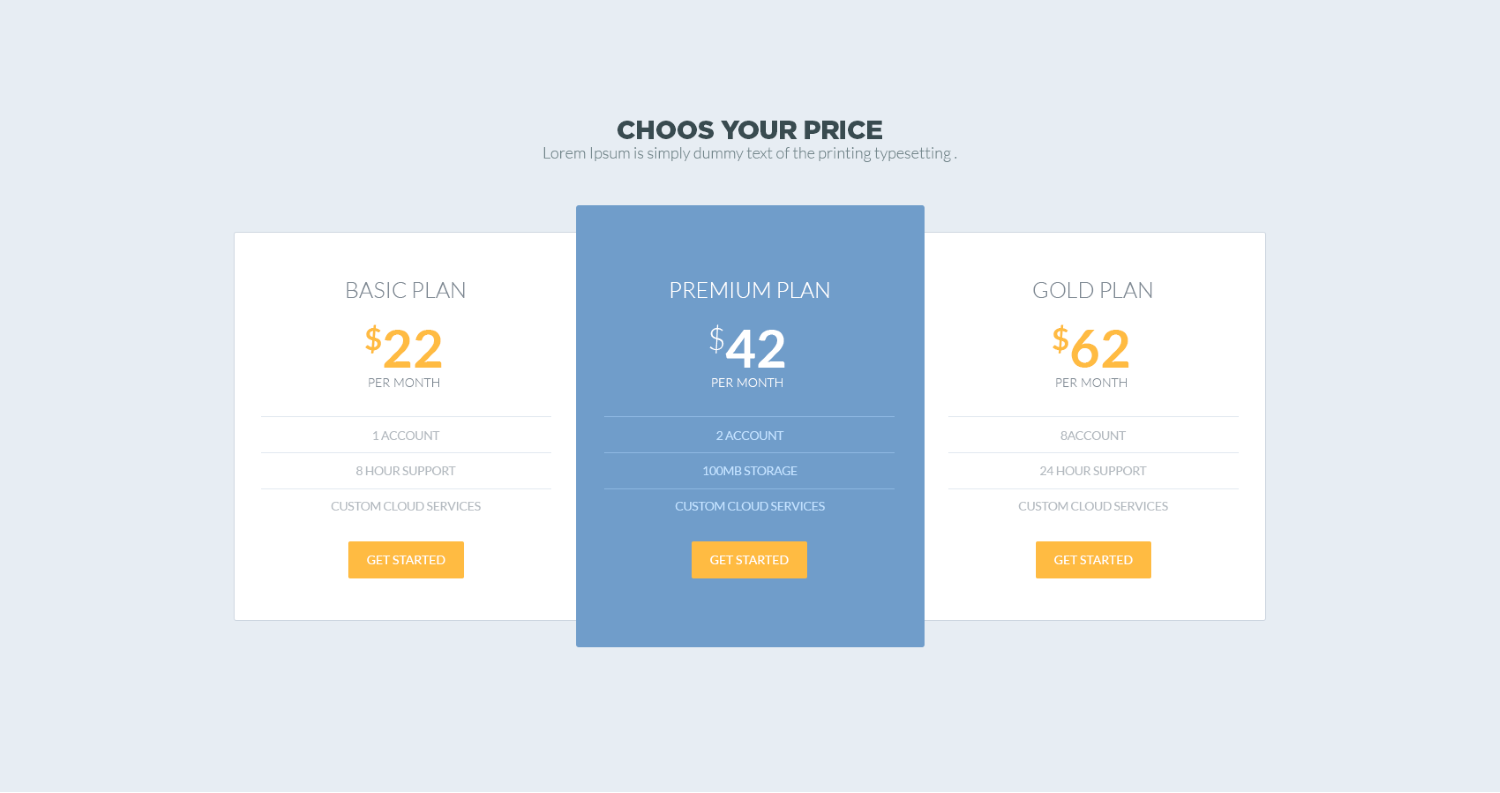 CHOOS YOUR PRICE
Lorem Ipsum is simply dummy text of the printing typesetting .
BASIC PLAN
$22
PER MONTH
1 ACCOUNT
8 HOUR SUPPORT
CUSTOM CLOUD SERVICES
GET STARTED
PREMIUM PLAN
$42
PER MONTH
2 ACCOUNT
100MB STORAGE
CUSTOM CLOUD SERVICES
GET STARTED
GOLD PLAN
$62
PER MONTH
8ACCOUNT
24 HOUR SUPPORT
CUSTOM CLOUD SERVICES
GET STARTED